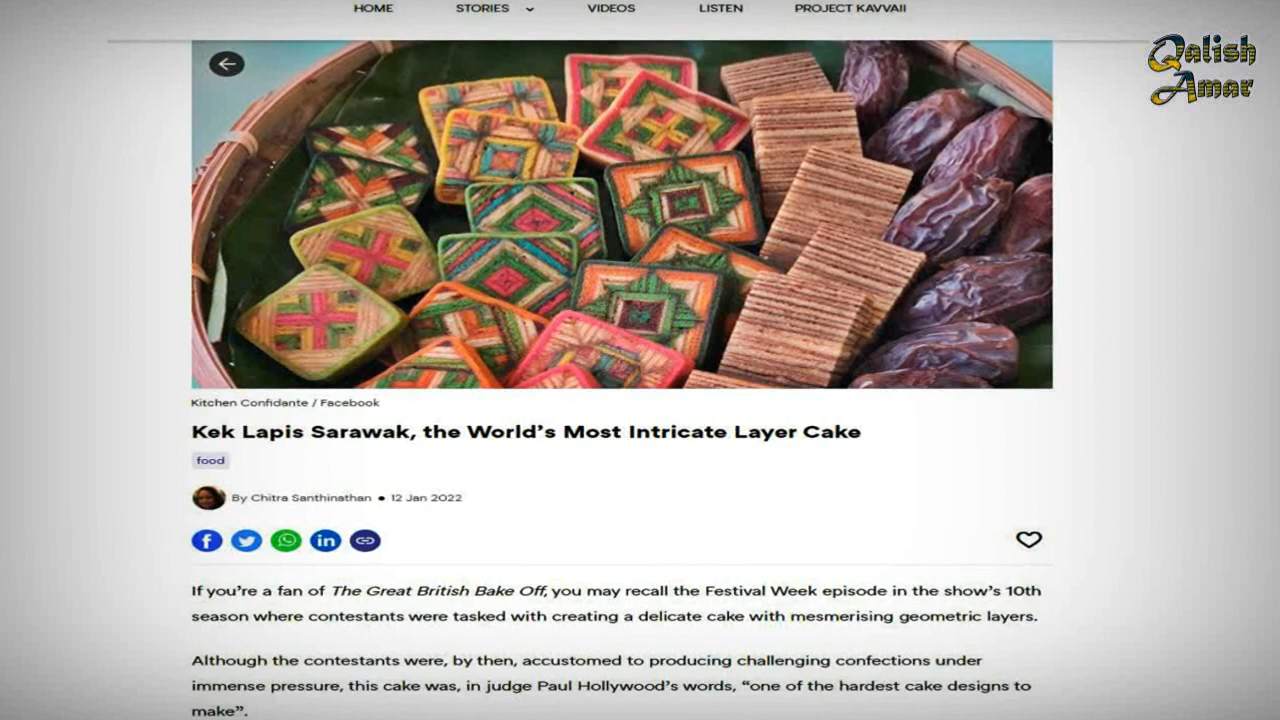 HOME STORIES VIDEOS LISTEN PROJECT KAVVAII
Qalish
Amar
Kitchen Confidante / Facebook
Kek Lapis Sarawak, the World's Most Intricate Layer Cake
food
By Chitra Santhinathan • 12 Jan 2022
If you're a fan of The Great British Bake Off, you may recall the Festival Week episode in the show's 10th
season where contestants were tasked with creating a delicate cake with mesmerising geometric layers.
Although the contestants were, by then, accustomed to producing challenging confections under
immense pressure, this cake was, in judge Paul Hollywood's words, “one of the hardest cake designs to
make”.